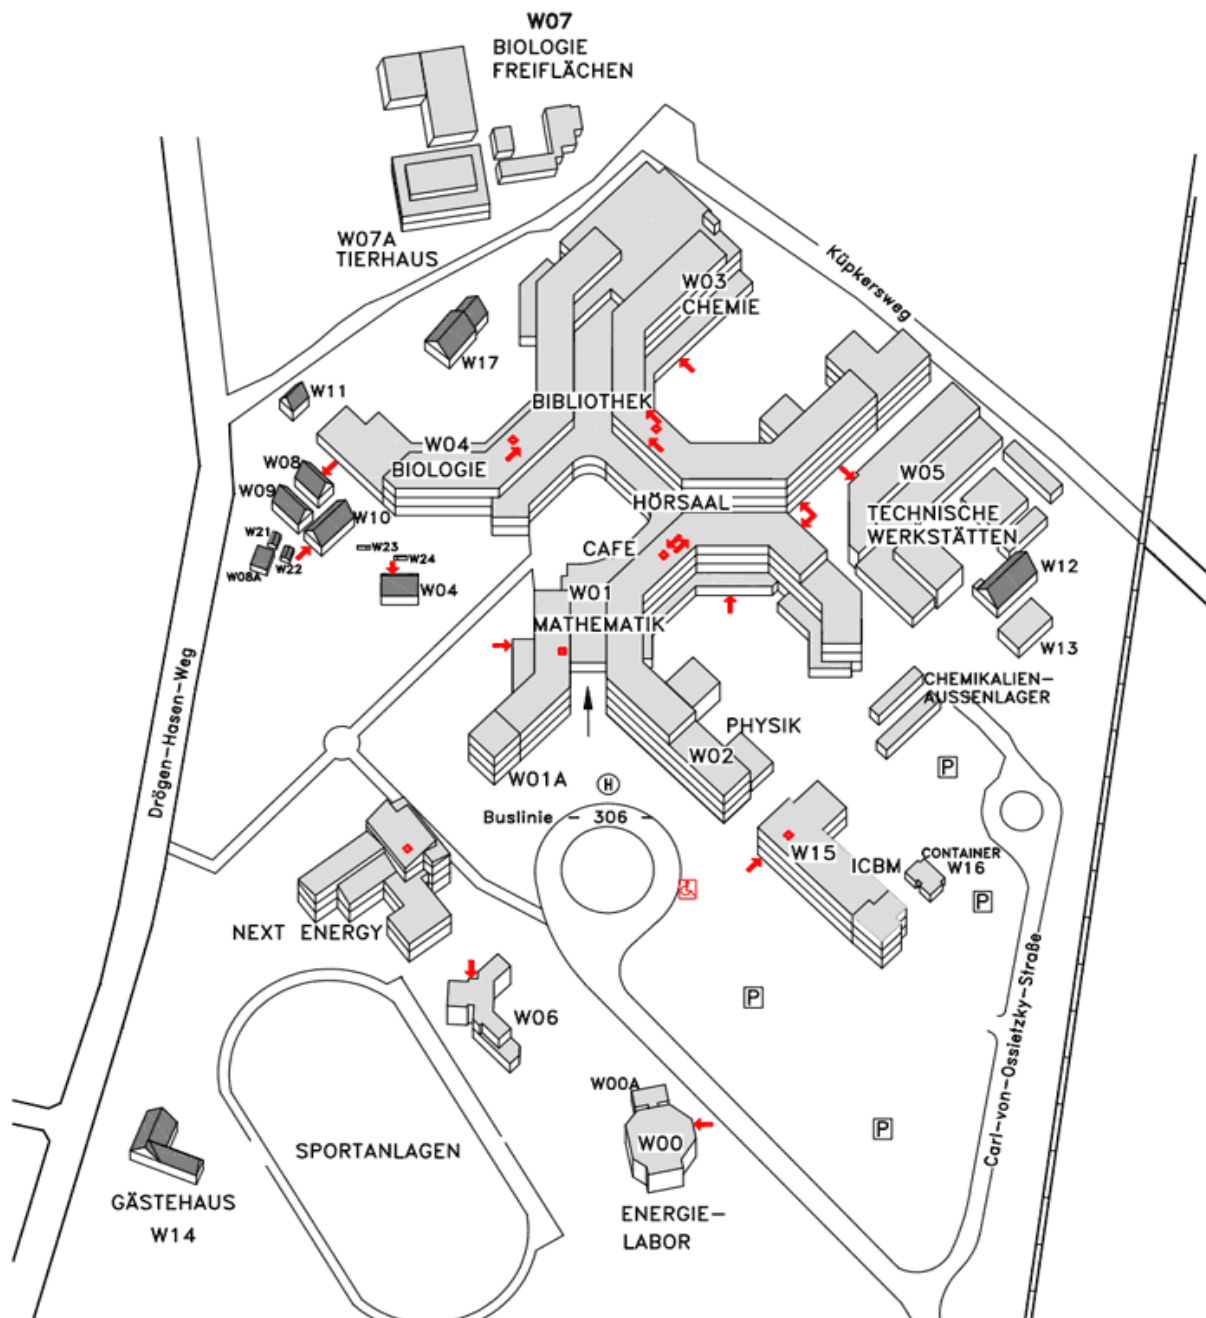 W07
BIOLOGIE
FREIFLÄCHEN
W07A
TIERHAUS
Küpkersweg
W03
CHEMIE
W17
W11
BIBLIOTHEK
W04
BIOLOGIE
W08
W09
W10
W21
W22
W08A
W23
W24
W04
HÖRSAAL
W05
TECHNISCHE
WERKSTÄTTEN
CAFE
W01
MATHEMATIK
W12
W13
CHEMIKALIEN-
AUSSENLAGER
Drögen-Hasen-Weg
PHYSIK
W02
W01A
H
Buslinie - 306 -
P
W15
ICBM
CONTAINER
W16
P
NEXT ENERGY
W06
P
Carl-von-Ossietzky-Straße
W00A
W00
P
SPORTANLAGEN
GÄSTEHAUS
W14
ENERGIE-
LABOR